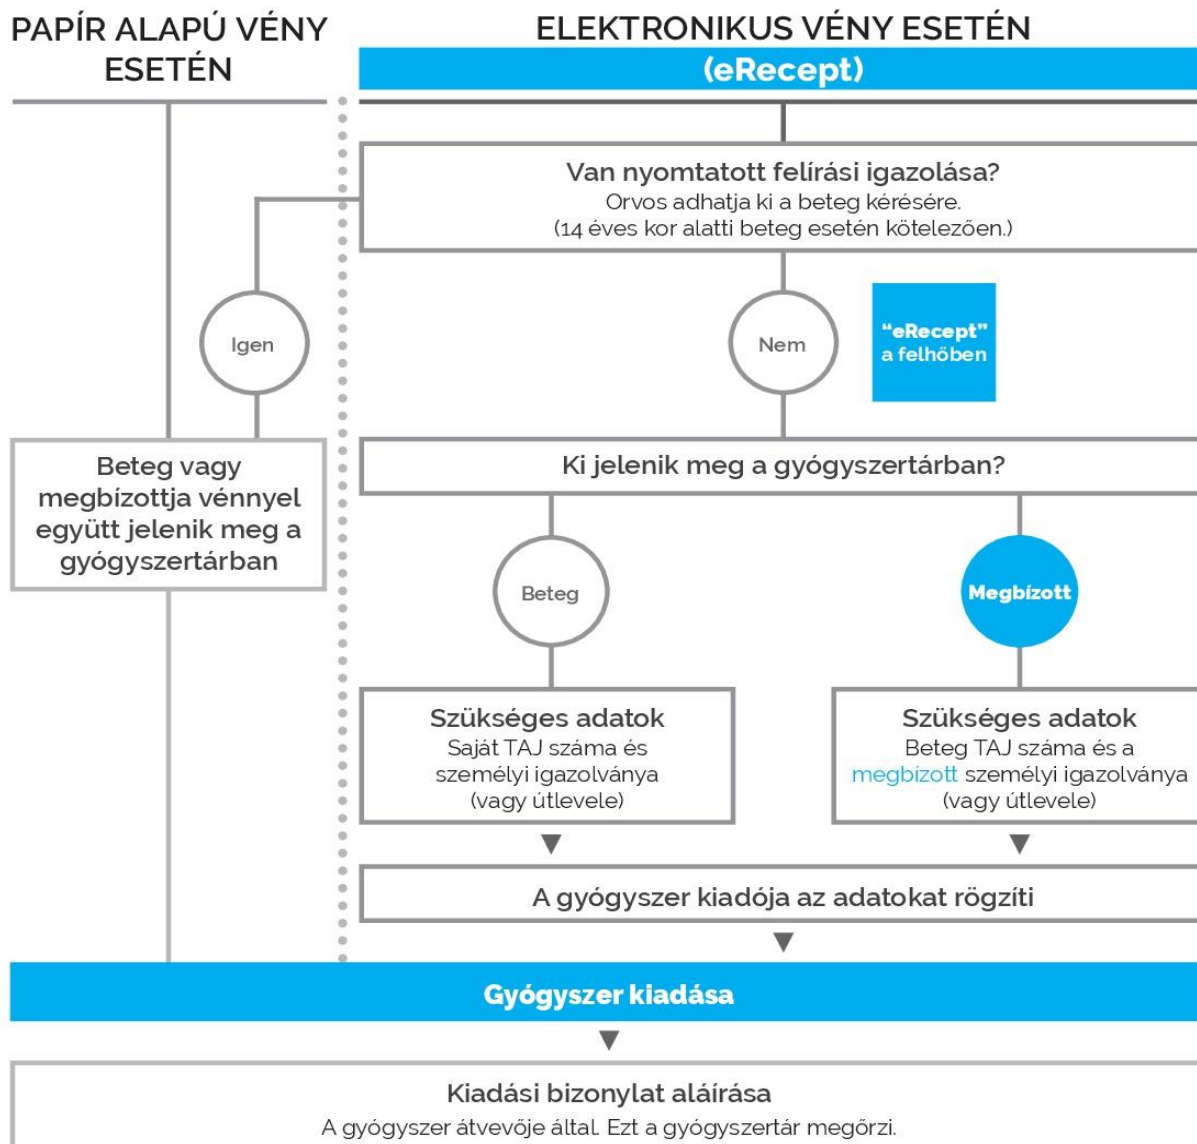 PAPÍR ALAPÚ VÉNY
ESETÉN
ELEKTRONIKUS VÉNY ESETÉN
(eRecept)
Van nyomtatott felírási igazolása?
Orvos adhatja ki a beteg kérésére.
(14 éves kor alatti beteg esetén kötelezően.)
Igen
Nem
“eRecept”
a felhőben
Beteg vagy
megbízottja vénnyel
együtt jelenik meg a
gyógyszertárban
Ki jelenik meg a gyógyszertárban?
Beteg
Megbízott
Szükséges adatok
Saját TAJ száma és
személyi igazolványa
(vagy útlevele)
Szükséges adatok
Beteg TAJ száma és a
megbízott személyi igazolványa
(vagy útlevele)
A gyógyszer kiadója az adatokat rögzíti
Gyógyszer kiadása
Kiadási bizonylat aláírása
A gyógyszer átvevője által. Ezt a gyógyszertár megőrzi.